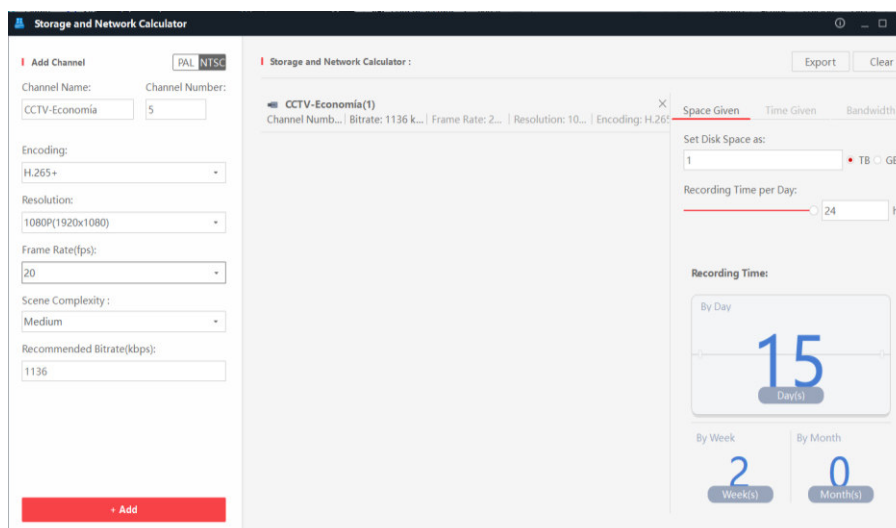 Storage and Network Calculator
Add Channel
PAL NTSC
Channel Name:
Channel Number:
CCTV-Economía
5
Encoding:
H.265+
Resolution:
1080P(1920x1080)
Frame Rate(fps):
20
Scene Complexity :
Medium
Recommended Bitrate(kbps):
1136
+ Add
Storage and Network Calculator :
Export
Clear
CCTV-Economía(1)
Channel Numb... | Bitrate: 1136 k... | Frame Rate: 2... | Resolution: 10... | Encoding: H.265
Space Given
Time Given
Bandwidth
Set Disk Space as:
1
TB
GB
Recording Time per Day:
24
H
Recording Time:
By Day
15
Day(s)
By Week
2
Week(s)
By Month
0
Month(s)